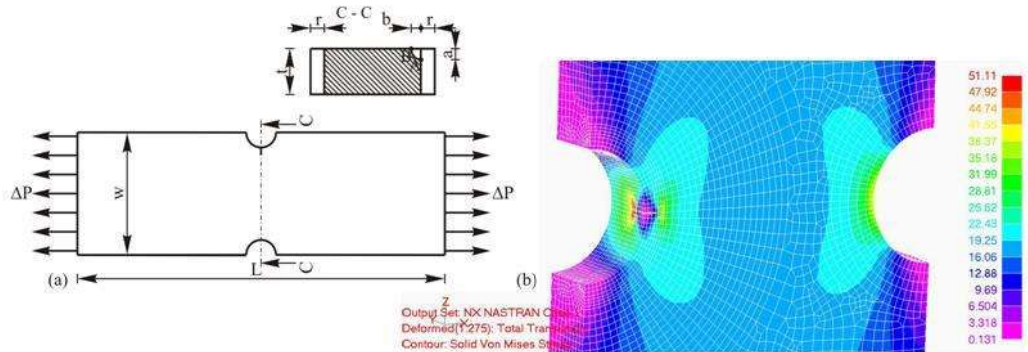 C - C
r
b
r
t
B
a
C
ΔP
w
ΔP
C
L
(a)
(b)
Z
Y
X
Output Set: NX NASTRAN
Deformed(1.275): Total
Contour: Solid Von Mises
51.11
47.92
44.74
41.55
38.37
35.18
31.99
28.81
25.62
22.43
19.25
16.06
12.88
9.69
6.504
3.318
0.131